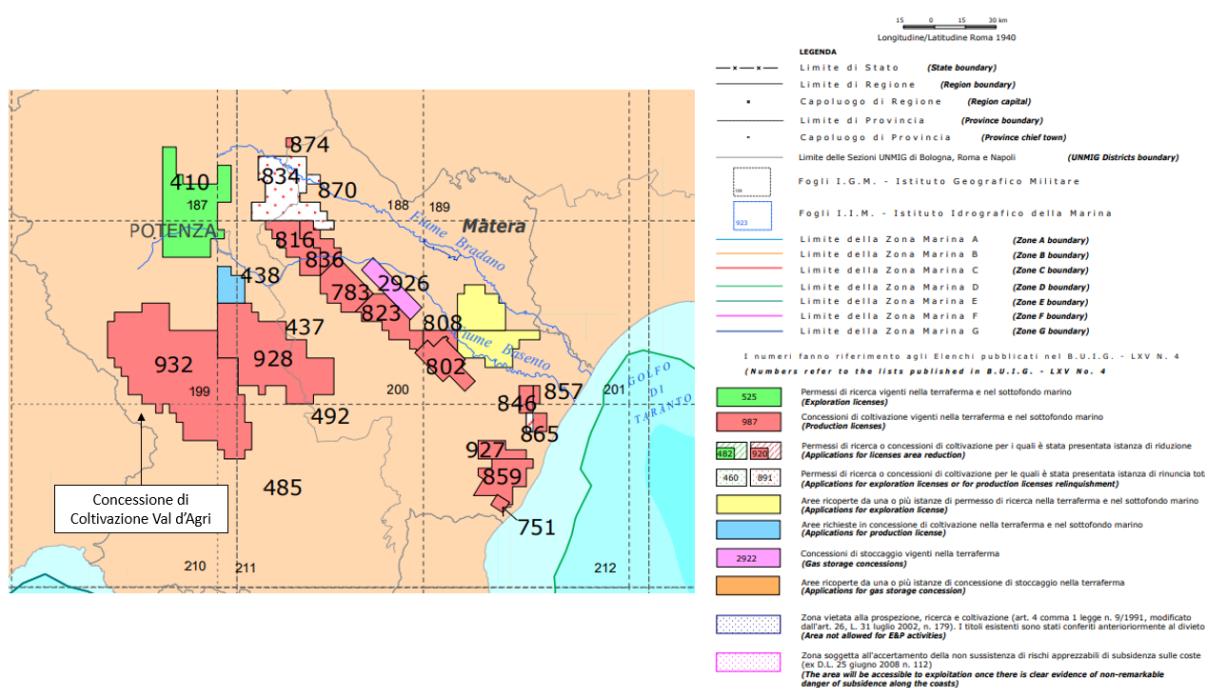 874
834
410
870
187
188
189
POTENZA
Matera
Fiume Bradano
816
836
438
2926
783
823
808
437
Fiume Basento
932
928
802
199
200
201
GOLFO
DI
TARANTO
857
846
492
865
927
859
485
Concessione di
Coltivazione Val d'Agri
751
210
211
212
15 0 15 30 km
Longitudine/Latitudine Roma 1940
LEGENDA
Limite di Stato (State boundary)
Limite di Regione (Region boundary)
Capoluogo di Regione (Region capital)
Limite di Provincia (Province boundary)
Capoluogo di Provincia (Province chief town)
Limite delle Sezioni UNMIG di Bologna, Roma e Napoli (UNMIG Districts boundary)
Fogli I.G.M. - Istituto Geografico Militare
923 Fogli I.I.M. - Istituto Idrografico della Marina
Limite della Zona Marina A (Zone A boundary)
Limite della Zona Marina B (Zone B boundary)
Limite della Zona Marina C (Zone C boundary)
Limite della Zona Marina D (Zone D boundary)
Limite della Zona Marina E (Zone E boundary)
Limite della Zona Marina F (Zone F boundary)
Limite della Zona Marina G (Zone G boundary)
I numeri fanno riferimento agli Elenchi pubblicati nel B.U.I.G. - LXV N. 4
(Numbers refer to the lists published in B.U.I.G. - LXV No. 4
525 Permessi di ricerca vigenti nella terraferma e nel sottofondo marino
(Exploration licenses)
987 Concessioni di coltivazione vigenti nella terraferma e nel sottofondo marino
(Production licenses)
482 920 Permessi di ricerca o concessioni di coltivazione per i quali è stata presentata istanza di riduzione
(Applications for licenses area reduction)
460 891 Permessi di ricerca o concessioni di coltivazione per le quali è stata presentata istanza di rinuncia tot
(Applications for exploration licenses or for production licenses relinquishment)
Aree ricoperte da una o più istanze di permesso di ricerca nella terraferma e nel sottofondo marino
(Applications for exploration license)
Aree richieste in concessione di coltivazione nella terraferma e nel sottofondo marino
(Applications for production license)
2922 Concessioni di stoccaggio vigenti nella terraferma
(Gas storage concessions)
Aree ricoperte da una o più istanze di concessione di stoccaggio nella terraferma
(Applications for gas storage concession)
Zona vietata alla prospezione, ricerca e coltivazione (art. 4 comma 1 legge n. 9/1991, modificato
dall'art. 26, L. 31 luglio 2002, n. 179). I titoli esistenti sono stati conferiti anteriormente al divieto
(Area not allowed for E&P activities)
Zona soggetta all'accertamento della non sussistenza di rischi apprezzabili di subsidenza sulle coste
(ex D.L. 25 giugno 2008 n. 112)
(The area will be accessible to exploitation once there is clear evidence of non-remarkable
danger of subsidence along the coasts)